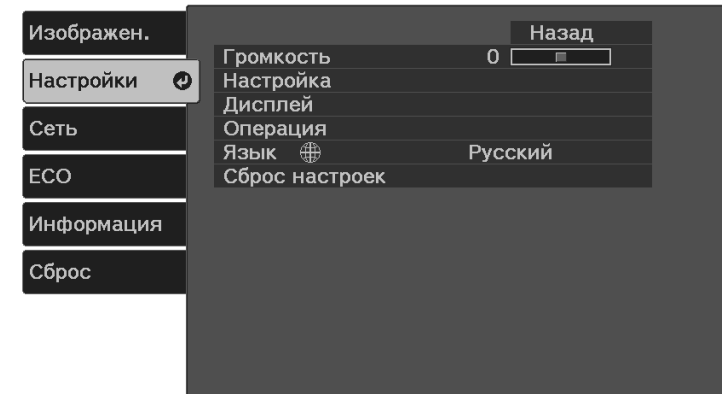 Изображен.
Настройки
Сеть
ECO
Информация
Сброс
Назад
Громкость 0
Настройка
Дисплей
Операция
Язык Русский
Сброс настроек